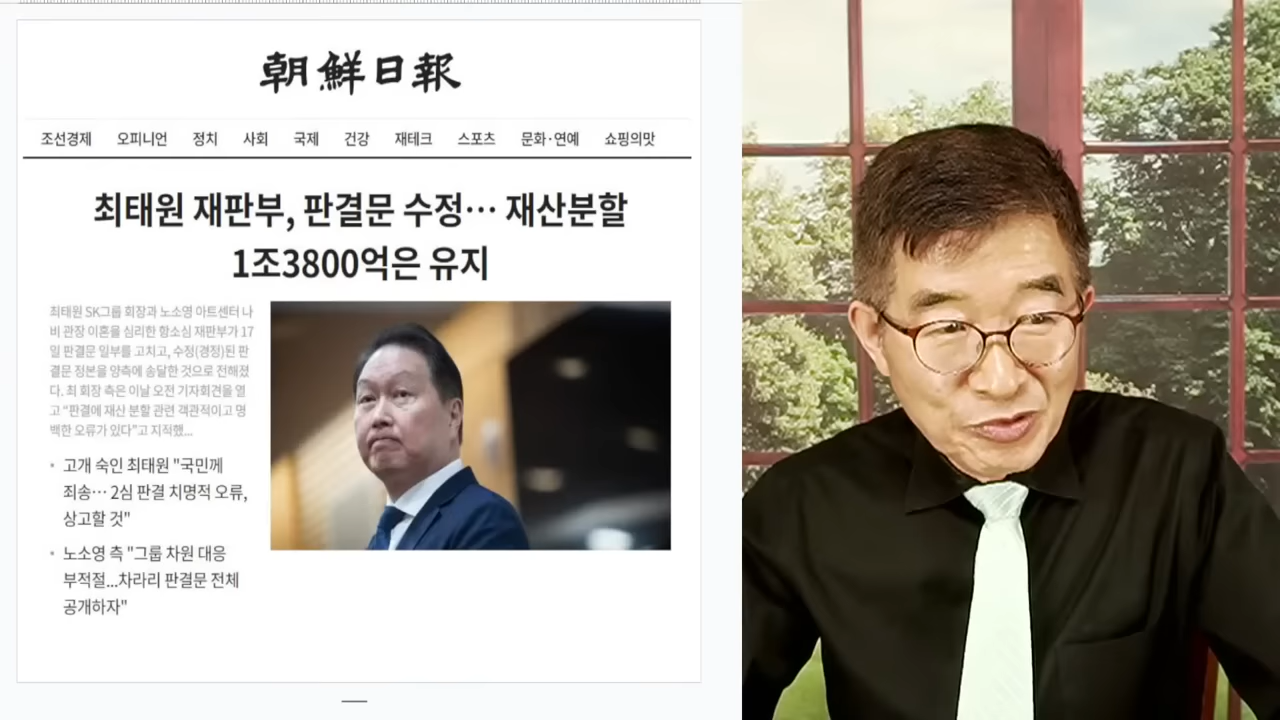 朝鮮日報
조선경제 오피니언 정치 사회 국제 건강 재테크 스포츠 문화·연예 쇼핑의맛
최태원 재판부, 판결문 수정… 재산분할
1조3800억은 유지
최태원 SK그룹 회장과 노소영 아트센터 나
비 관장 이혼을 심리한 항소심 재판부가 17
일 판결문 일부를 고치고, 수정(경정)된 판
결문 정본을 양측에 송달한 것으로 전해졌
다. 최 회장 측은 이날 오전 기자회견을 열
고 “판결에 재산 분할 관련 객관적이고 명
백한 오류가 있다”고 지적했...
• 고개 숙인 최태원 "국민께
죄송… 2심 판결 치명적 오류,
상고할 것"
• 노소영 측 "그룹 차원 대응
부적절...차라리 판결문 전체
공개하자"